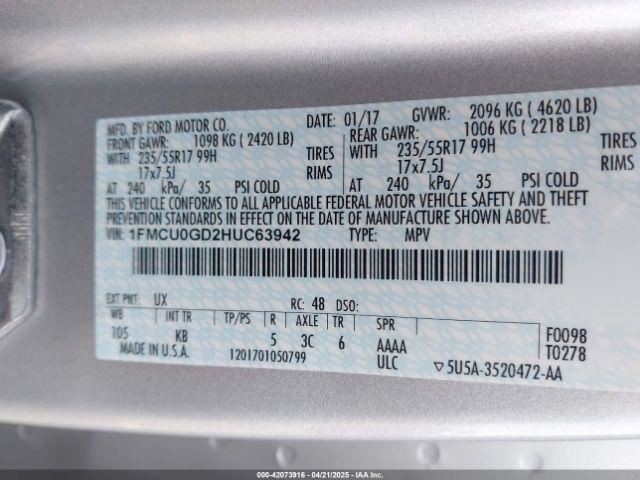 MFD. BY FORD MOTOR CO. DATE: 01/17 GVWR: 2096 KG ( 4620 LB)
FRONT GAWR: 1098 KG ( 2420 LB) REAR GAWR: 1006 KG ( 2218 LB)
WITH 235/55R17 99H TIRES WITH 235/55R17 99H TIRES
17x7.5J RIMS 17x7.5J RIMS
AT 240 kPa/ 35 PSI COLD AT 240 kPa/ 35 PSI COLD
THIS VEHICLE CONFORMS TO ALL APPLICABLE FEDERAL MOTOR VEHICLE SAFETY AND THEFT
PREVENTION STANDARDS IN EFFECT ON THE DATE OF MANUFACTURE SHOWN ABOVE.
VIN: 1FMCU0GD2HUC63942 TYPE: MPV
EXT PNT: UX RC: 48 DSO:
WB INT TR TP/PS R AXLE TR SPR
105 KB 5 3C 6 AAAA F0098
MADE IN U.S.A. 1201701050799 ULC T0278
▽5U5A-3520472-AA
000-42073916 - 04/21/2025 - IAA Inc.